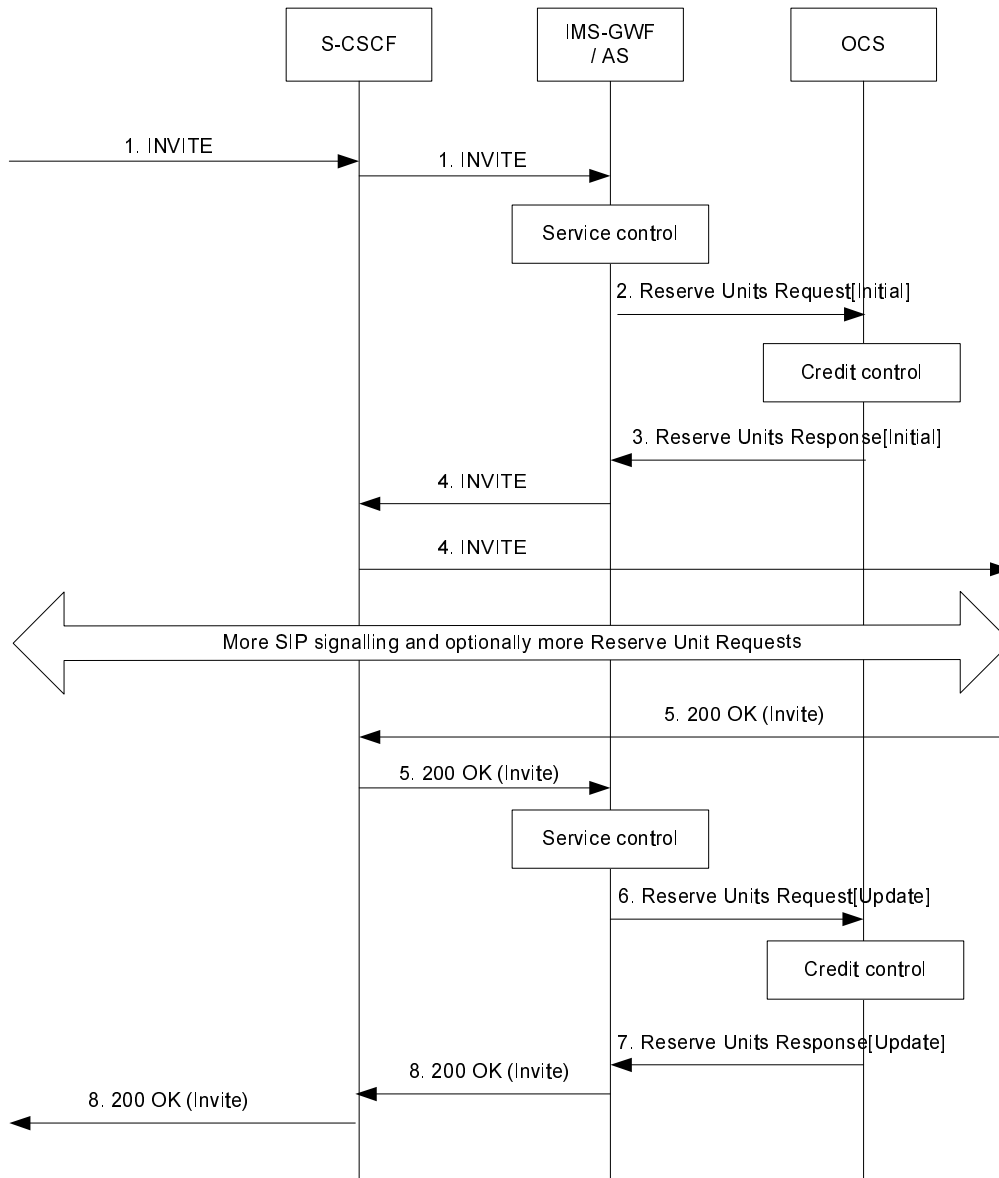 S-CSCF
IMS-GWF
/ AS
OCS
1. INVITE
1. INVITE
Service control
2. Reserve Units Request[Initial]
Credit control
3. Reserve Units Response[Initial]
4. INVITE
4. INVITE
More SIP signalling and optionally more Reserve Unit Requests
5. 200 OK (Invite)
5. 200 OK (Invite)
Service control
6. Reserve Units Request[Update]
Credit control
7. Reserve Units Response[Update]
8. 200 OK (Invite)
8. 200 OK (Invite)